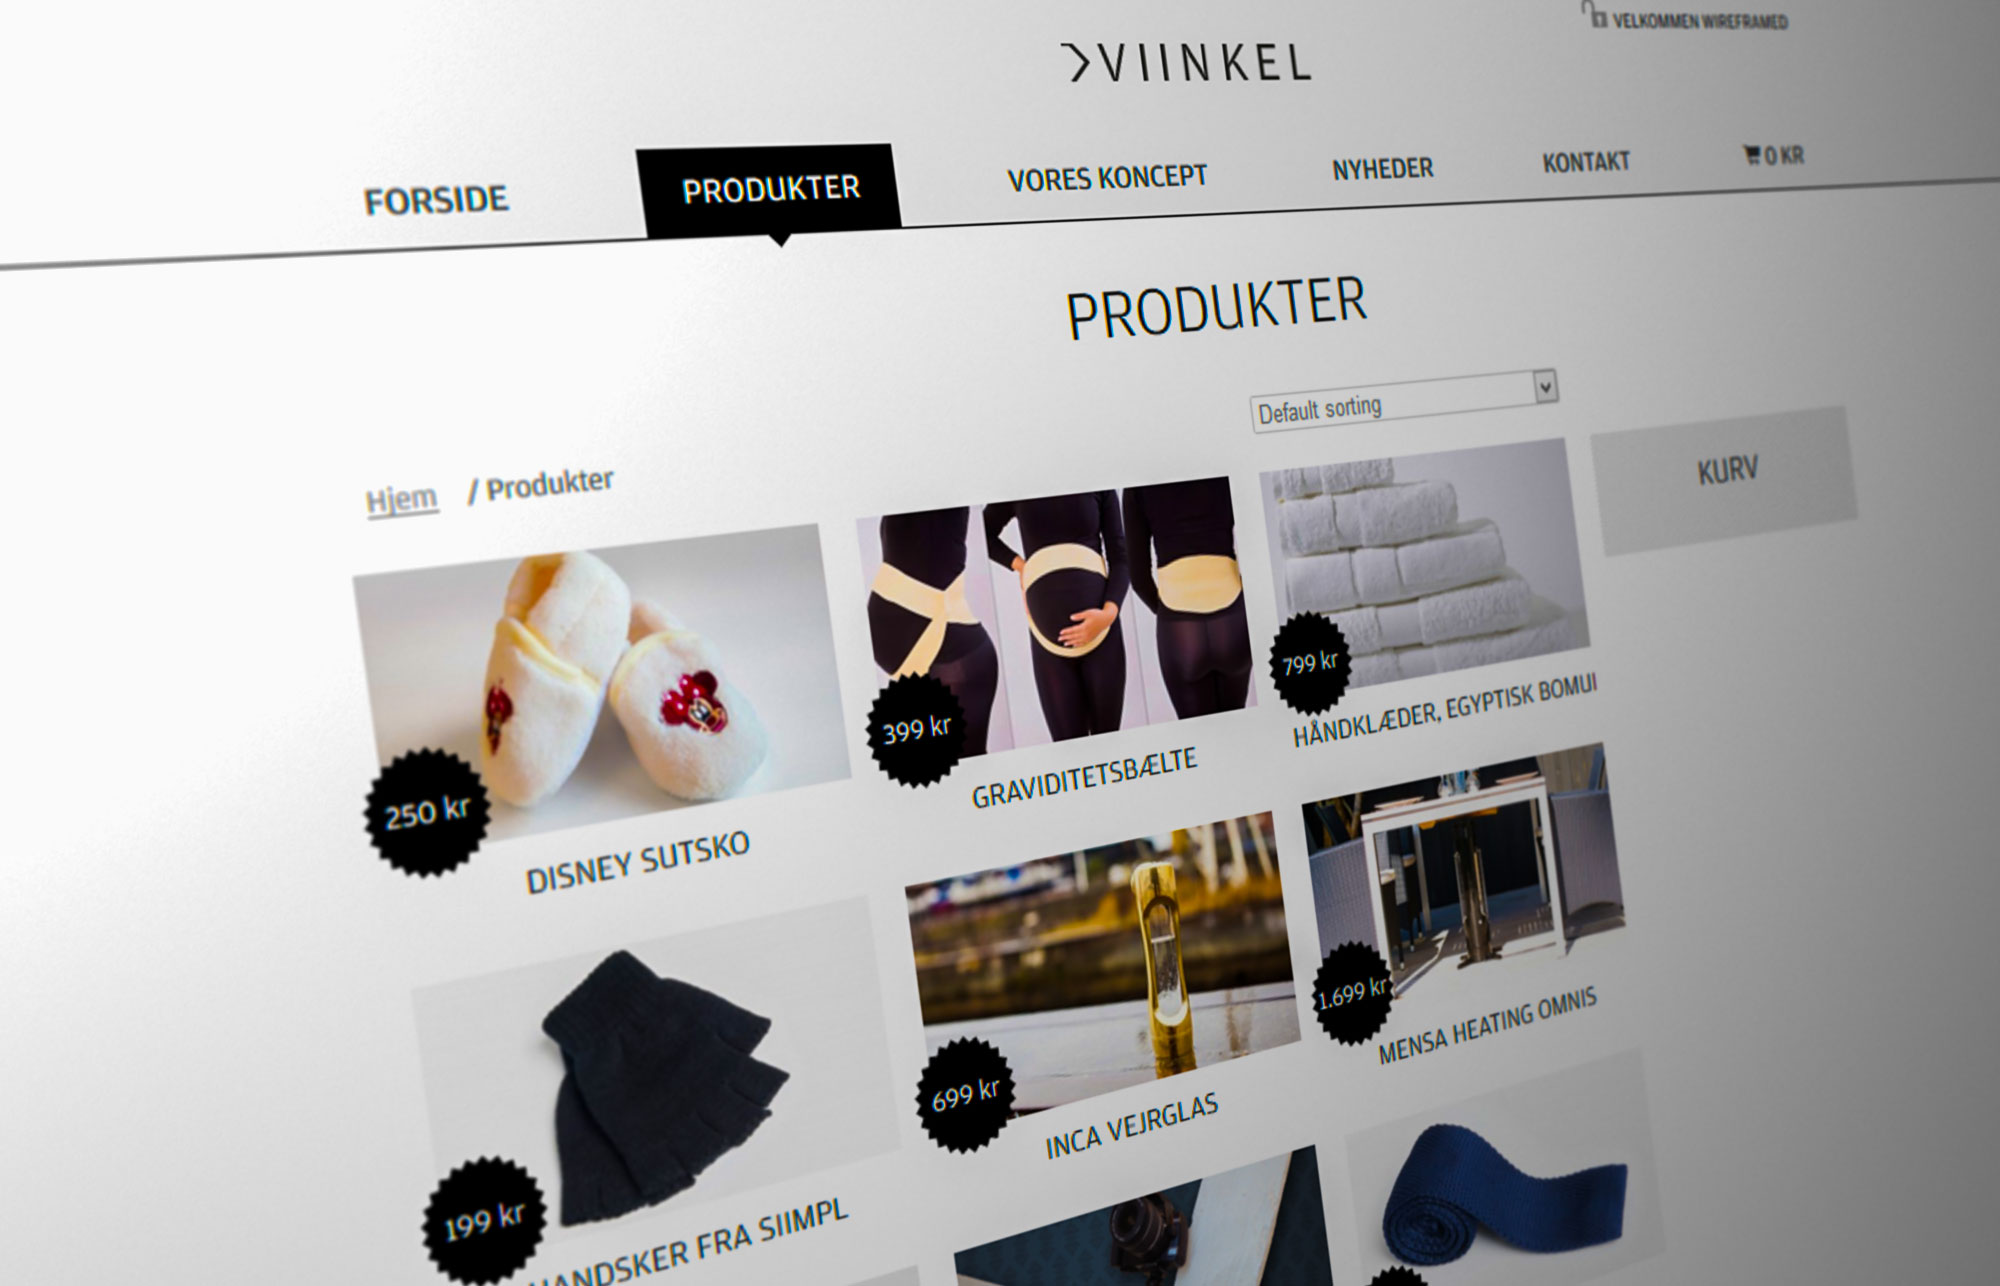 VELKOMMEN WIREFRAMED
VIINKEL
FORSIDE
PRODUKTER
VORES KONCEPT
NYHEDER
KONTAKT
0 KR
PRODUKTER
Default sorting
Hjem / Produkter
KURV
250 kr
DISNEY SUTSKO
399 kr
GRAVIDITETSBÆLTE
799 kr
HÅNDKLÆDER, EGYPTISK BOMUI
199 kr
HANDSKER FRA SIIMPL
699 kr
INCA VEJRGLAS
1.699 kr
MENSA HEATING OMNIS